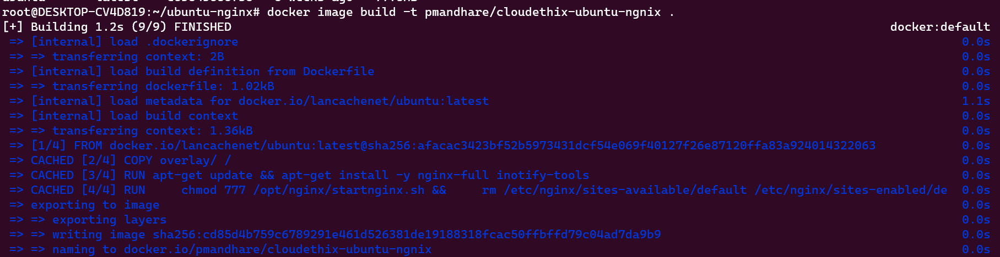 root@DESKTOP-CV4D819:~/ubuntu-nginx# docker image build -t pmandhare/cloudethix-ubuntu-ngnix .
[+] Building 1.2s (9/9) FINISHED docker:default
=> [internal] load .dockerignore 0.0s
=> => transferring context: 2B 0.0s
=> [internal] load build definition from Dockerfile 0.0s
=> => transferring dockerfile: 1.02kB 0.0s
=> [internal] load metadata for docker.io/lancachenet/ubuntu:latest 1.1s
=> [internal] load build context 0.0s
=> => transferring context: 1.36kB 0.0s
=> [1/4] FROM docker.io/lancachenet/ubuntu:latest@sha256:afacac3423bf52b5973431dcf54e069f40127f26e87120ffa83a924014322063 0.0s
=> CACHED [2/4] COPY overlay/ / 0.0s
=> CACHED [3/4] RUN apt-get update && apt-get install -y nginx-full inotify-tools 0.0s
=> CACHED [4/4] RUN     chmod 777 /opt/nginx/startnginx.sh &&     rm /etc/nginx/sites-available/default /etc/nginx/sites-enabled/de 0.0s
=> exporting to image 0.0s
=> => exporting layers 0.0s
=> => writing image sha256:cd85d4b759c6789291e461d526381de19188318fcac50ffbffd79c04ad7da9b9 0.0s
=> => naming to docker.io/pmandhare/cloudethix-ubuntu-ngnix 0.0s